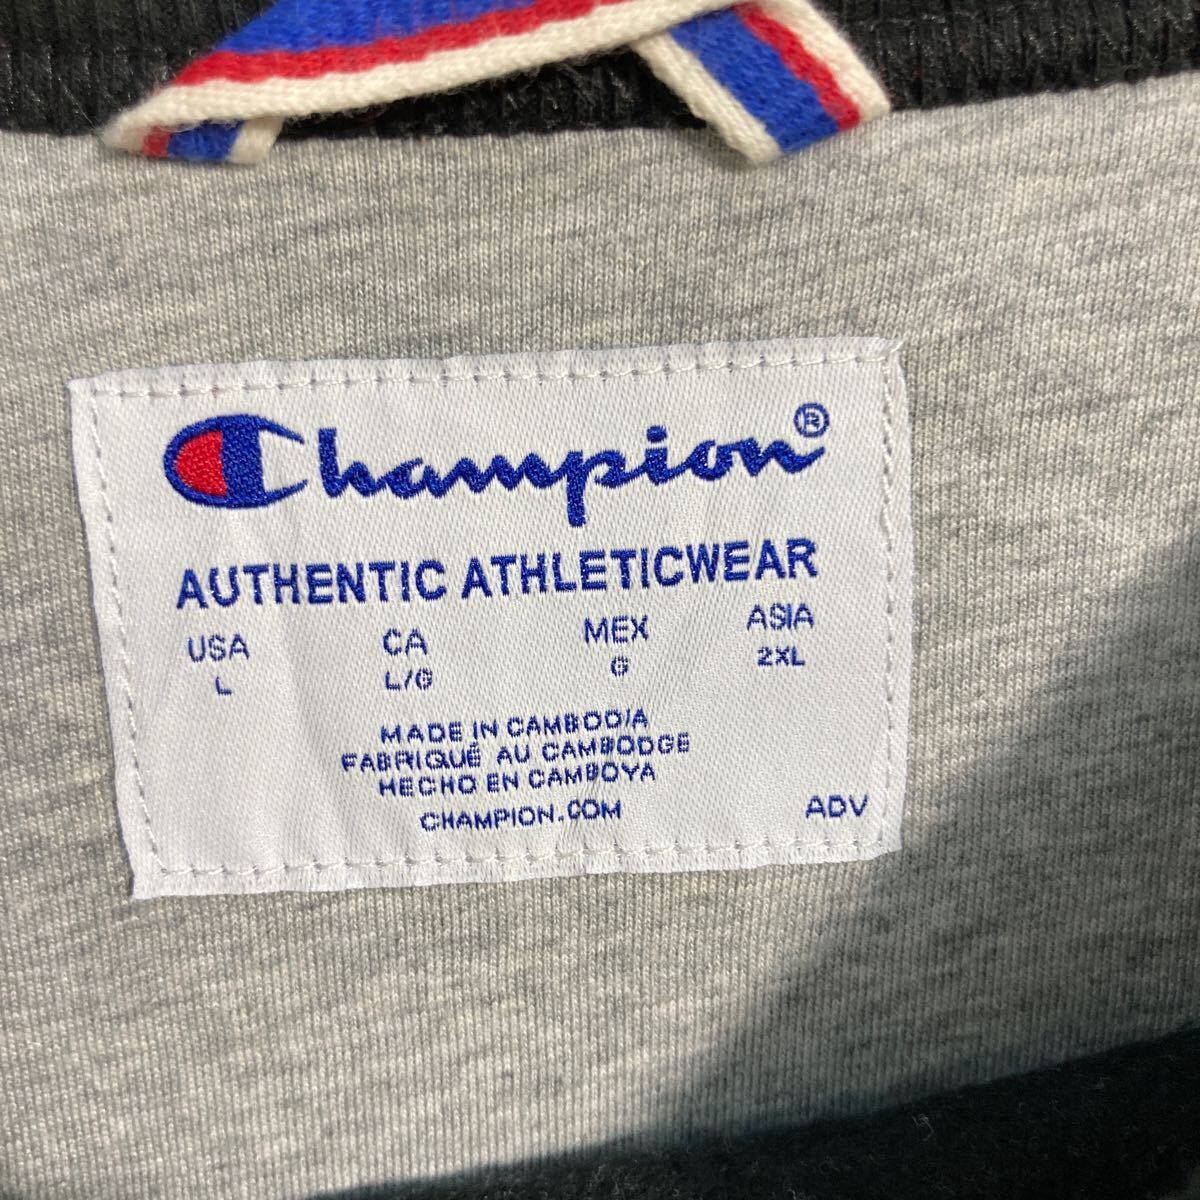 Champion®
AUTHENTIC ATHLETICWEAR
USA CA MEX ASIA
L L/G G 2XL
MADE IN CAMBODIA
FABRIQUÉ AU CAMBODGE
HECHO EN CAMBOYA
CHAMPION.COM ADV